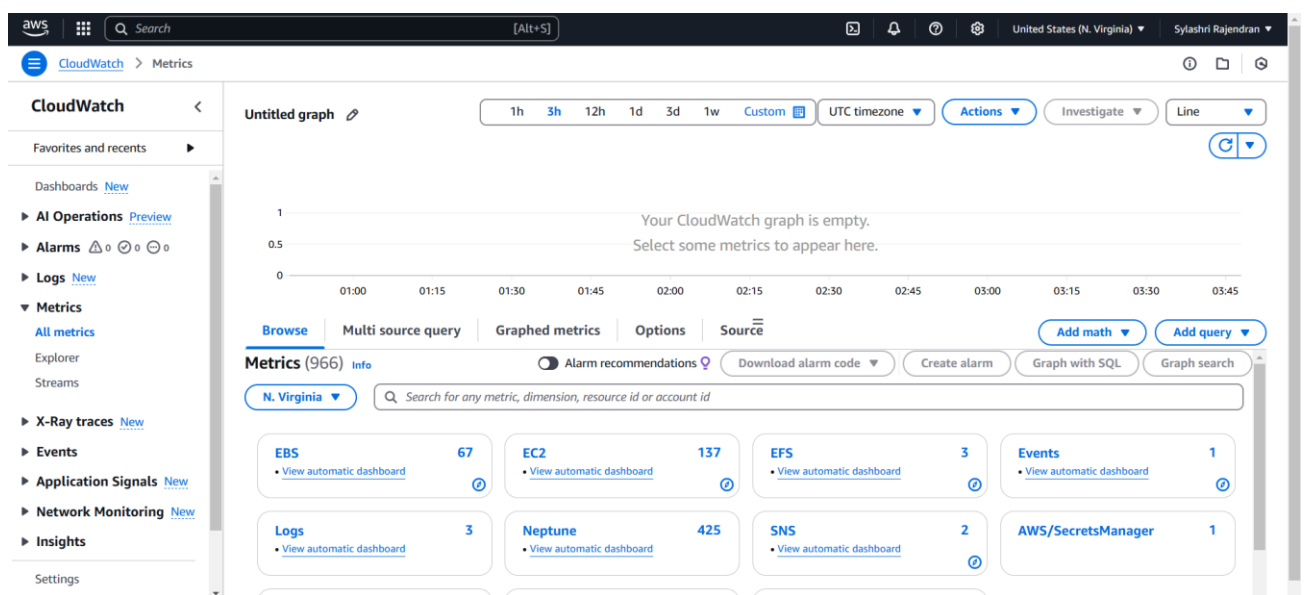 aws Search [Alt+S] United States (N. Virginia) Sylashri Rajendran
CloudWatch > Metrics
CloudWatch
Favorites and recents
Dashboards New
AI Operations Preview
Alarms 0 0 0
Logs New
Metrics
All metrics
Explorer
Streams
X-Ray traces New
Events
Application Signals New
Network Monitoring New
Insights
Settings
Untitled graph 1h 3h 12h 1d 3d 1w Custom UTC timezone Actions Investigate Line
1
0.5
0
Your CloudWatch graph is empty.
Select some metrics to appear here.
01:00 01:15 01:30 01:45 02:00 02:15 02:30 02:45 03:00 03:15 03:30 03:45
Browse Multi source query Graphed metrics Options Source Add math Add query
Metrics (966) Info Alarm recommendations Download alarm code Create alarm Graph with SQL Graph search
N. Virginia Search for any metric, dimension, resource id or account id
EBS 67 EC2 137 EFS 3 Events 1
• View automatic dashboard • View automatic dashboard • View automatic dashboard • View automatic dashboard
Logs 3 Neptune 425 SNS 2 AWS/SecretsManager 1
• View automatic dashboard • View automatic dashboard • View automatic dashboard